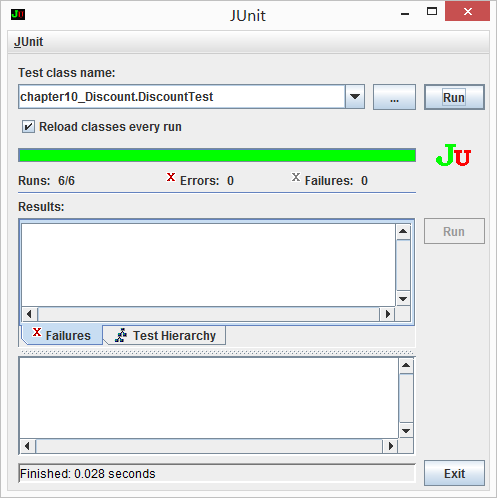 JU JUnit
JUnit
Test class name:
chapter10_Discount.DiscountTest ... Run
Reload classes every run
JU
Runs: 6/6 X Errors: 0 X Failures: 0
Results:
Run
X Failures Test Hierarchy
Finished: 0.028 seconds Exit